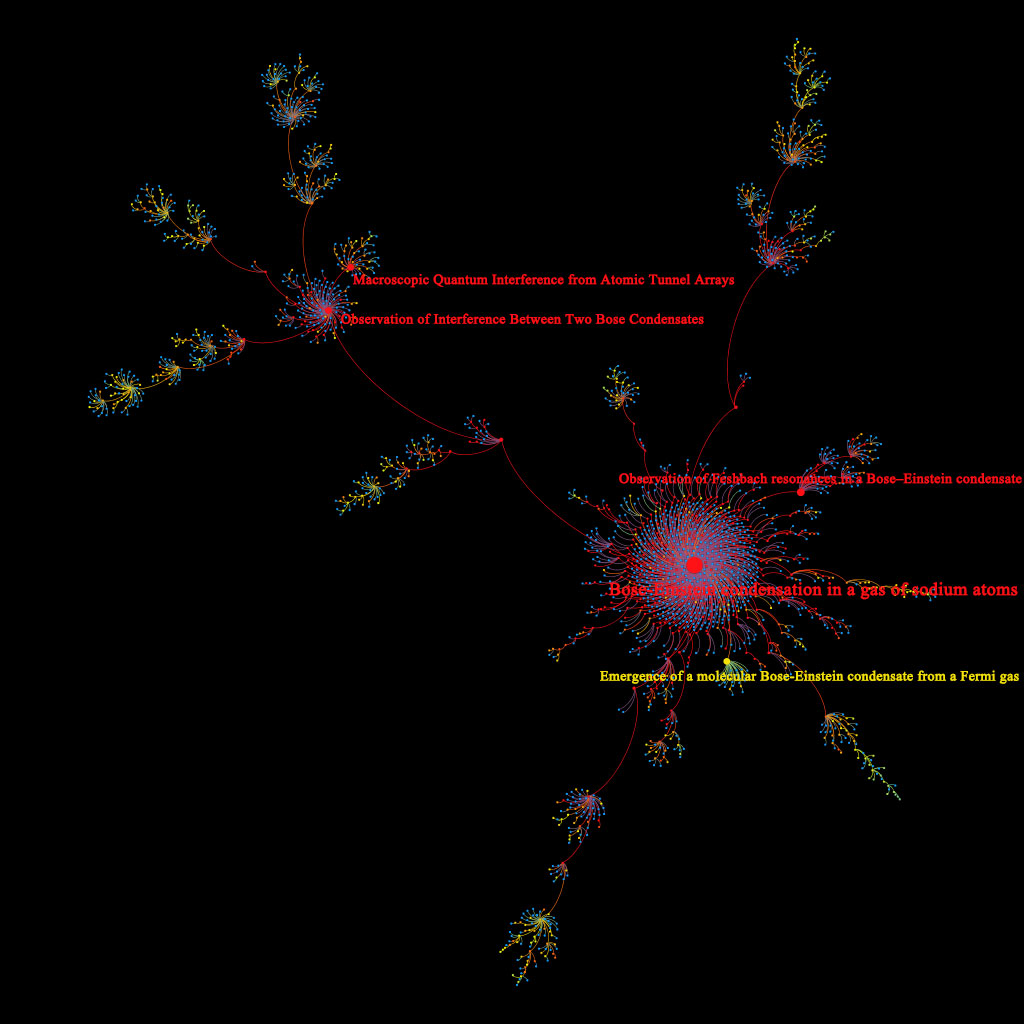 Macroscopic Quantum Interference from Atomic Tunnel Arrays
Observation of Interference Between Two Bose Condensates
Observation of Feshbach resonances in a Bose–Einstein condensate
Bose-Einstein condensation in a gas of sodium atoms
Emergence of a molecular Bose-Einstein condensate from a Fermi gas